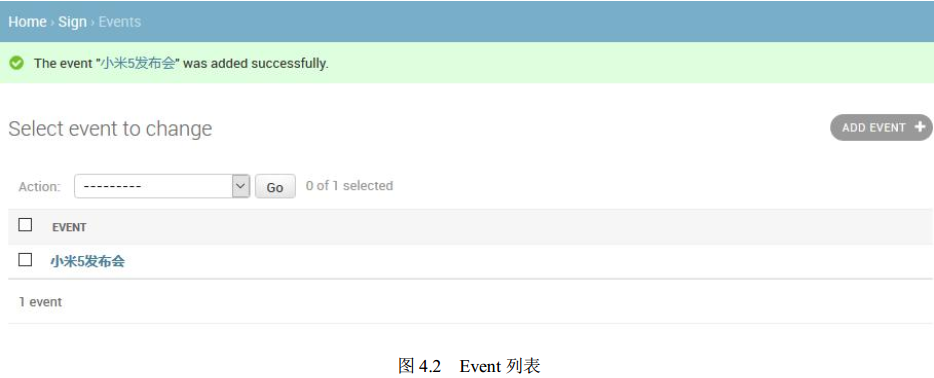 Home › Sign › Events
The event "小米5发布会" was added successfully.
Select event to change
ADD EVENT +
Action: --------- Go 0 of 1 selected
EVENT
小米5发布会
1 event
图 4.2 Event 列表